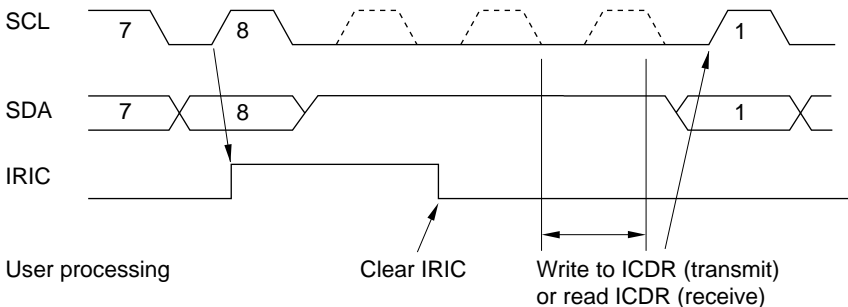 SCL 7 8 1
SDA 7 8 1
IRIC
User processing Clear IRIC Write to ICDR (transmit)
or read ICDR (receive)